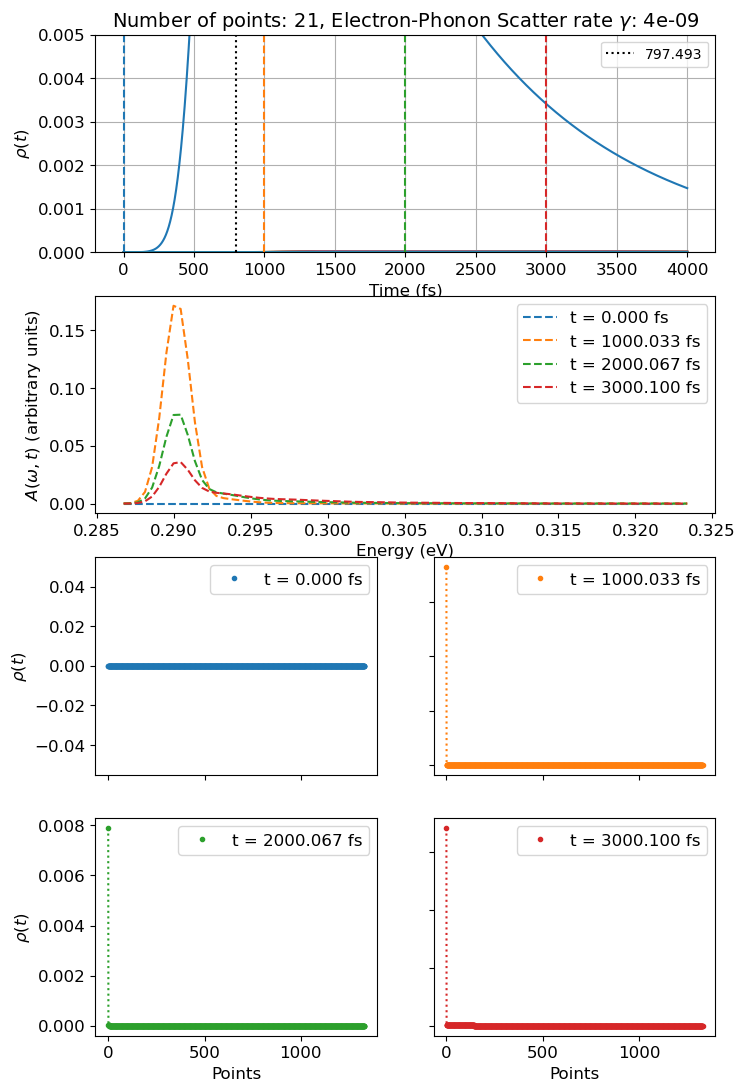 Number of points: 21, Electron-Phonon Scatter rate γ: 4e-09
0.005
0.004
0.003
0.002
0.001
0.000
ρ(t)
797.493
0 500 1000 1500 2000 2500 3000 3500 4000
Time (fs)
0.15
0.10
0.05
0.00
A(ω, t) (arbitrary units)
t = 0.000 fs
t = 1000.033 fs
t = 2000.067 fs
t = 3000.100 fs
0.285 0.290 0.295 0.300 0.305 0.310 0.315 0.320 0.325
Energy (eV)
0.04
0.02
0.00
−0.02
−0.04
ρ(t)
t = 0.000 fs
t = 1000.033 fs
0.008
0.006
0.004
0.002
0.000
ρ(t)
t = 2000.067 fs
0 500 1000
Points
t = 3000.100 fs
0 500 1000
Points